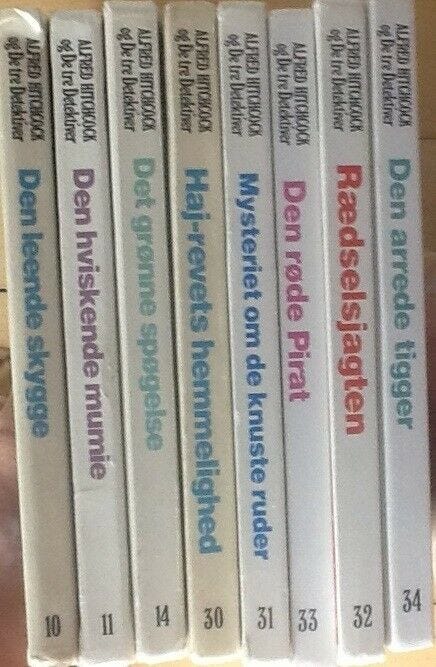 ALFRED HITCHCOCK
og De tre Detektiver
Den leende skygge
10
ALFRED HITCHCOCK
og De tre Detektiver
Den hviskende mumie
11
ALFRED HITCHCOCK
og De tre Detektiver
Det grønne spøgelse
14
ALFRED HITCHCOCK
og De tre Detektiver
Haj-revets hemmelighed
30
ALFRED HITCHCOCK
og De tre Detektiver
Mysteriet om de knuste ruder
31
ALFRED HITCHCOCK
og De tre Detektiver
Den røde Pirat
33
ALFRED HITCHCOCK
og De tre Detektiver
Rædselsjagten
32
ALFRED HITCHCOCK
og De tre Detektiver
Den arrede tigger
34